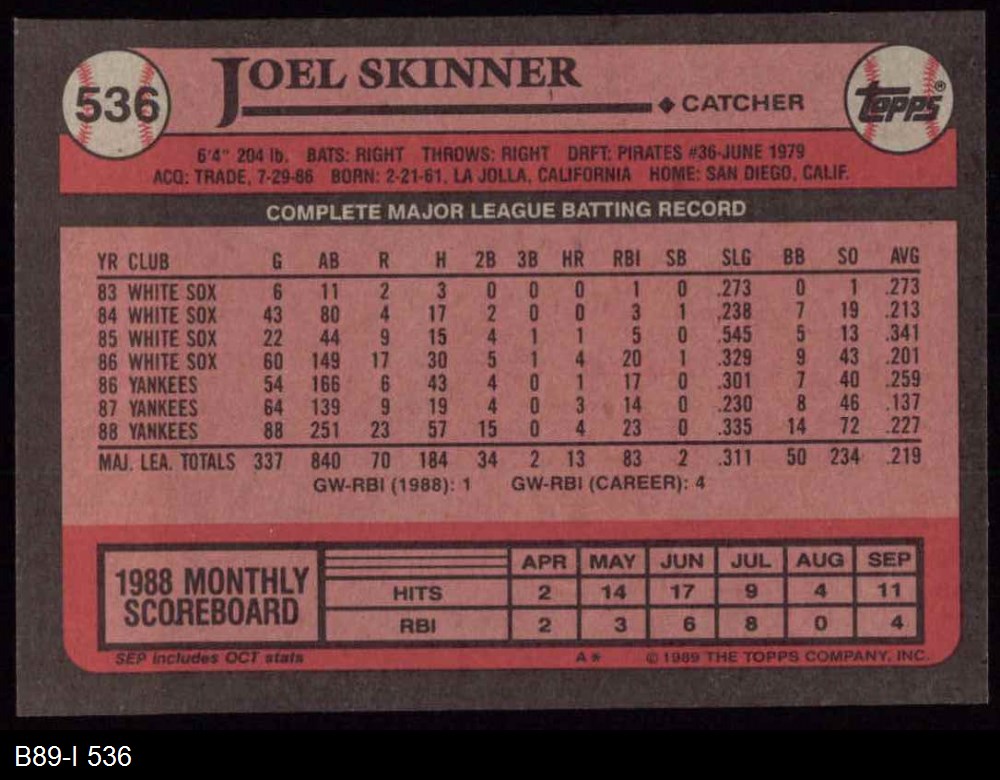 536
JOEL SKINNER
◆ CATCHER
topps®
6'4" 204 lb. BATS: RIGHT THROWS: RIGHT DRFT: PIRATES #36-JUNE 1979
ACQ: TRADE, 7-29-86 BORN: 2-21-61, LA JOLLA, CALIFORNIA HOME: SAN DIEGO, CALIF.
COMPLETE MAJOR LEAGUE BATTING RECORD
YR CLUB G AB R H 2B 3B HR RBI SB SLG BB SO AVG
83 WHITE SOX 6 11 2 3 0 0 0 1 0 .273 0 1 .273
84 WHITE SOX 43 80 4 17 2 0 0 3 1 .238 7 19 .213
85 WHITE SOX 22 44 9 15 4 1 1 5 0 .545 5 13 .341
86 WHITE SOX 60 149 17 30 5 1 4 20 1 .329 9 43 .201
86 YANKEES 54 166 6 43 4 0 1 17 0 .301 7 40 .259
87 YANKEES 64 139 9 19 4 0 3 14 0 .230 8 46 .137
88 YANKEES 88 251 23 57 15 0 4 23 0 .335 14 72 .227
MAJ. LEA. TOTALS 337 840 70 184 34 2 13 83 2 .311 50 234 .219
GW-RBI (1988): 1 GW-RBI (CAREER): 4
1988 MONTHLY
SCOREBOARD
APR MAY JUN JUL AUG SEP
HITS 2 14 17 9 4 11
RBI 2 3 6 8 0 4
SEP includes OCT stats A* © 1989 THE TOPPS COMPANY, INC.
B89-I 536